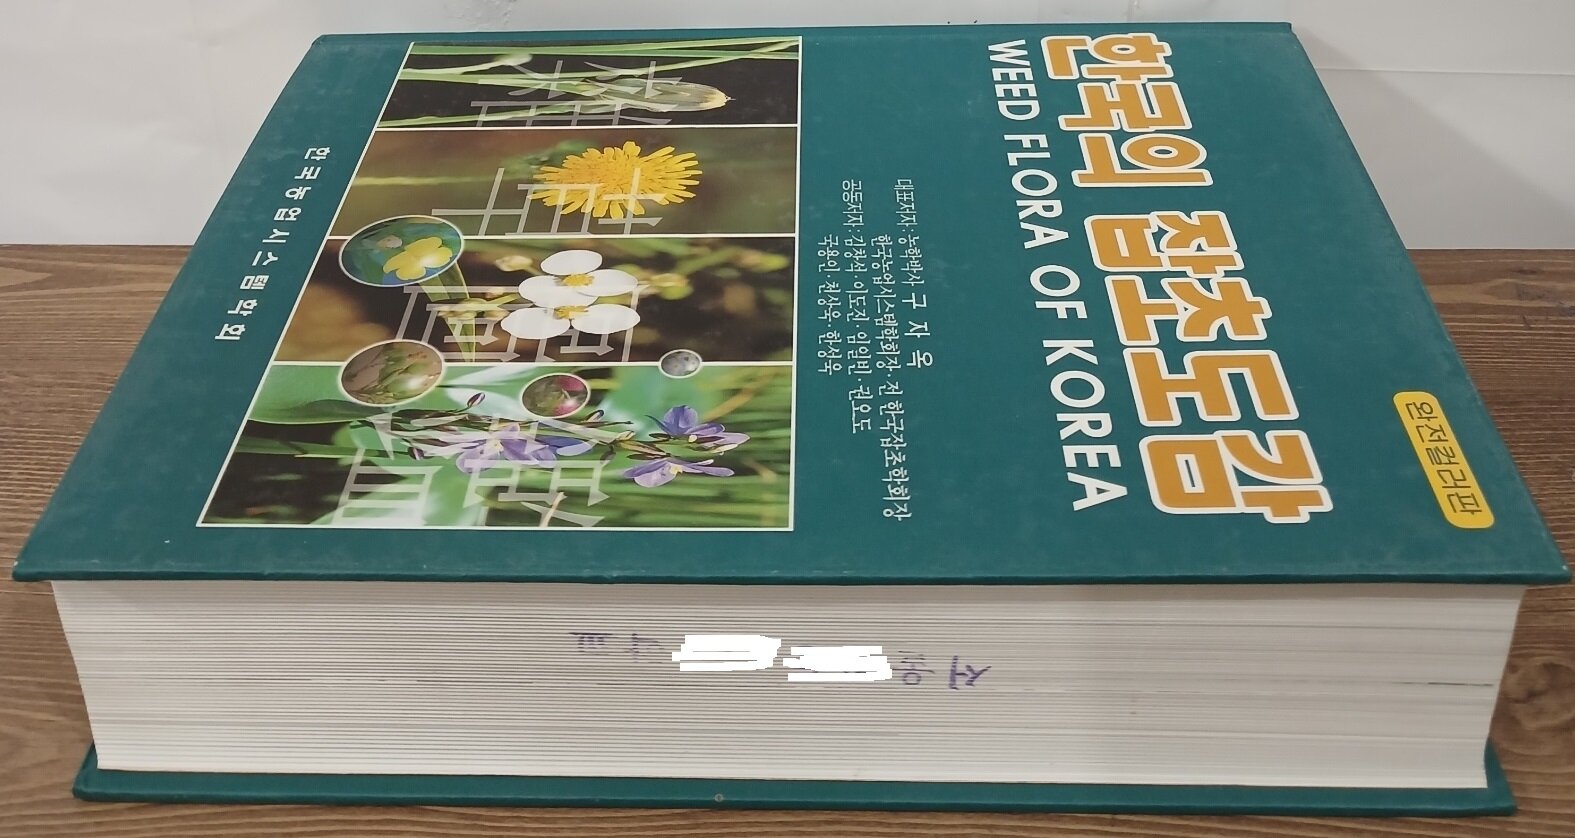 한국의 잡초도감
WEED FLORA OF KOREA
완전컬러판
대표저자 : 농학박사 구 자 옥
한국농업시스템학회장 · 전 한국잡초학회장
공동저자 : 김창석 · 이도진 · 임일빈 · 권오도
국용인 · 천상욱 · 한성욱
한국농업시스템학회